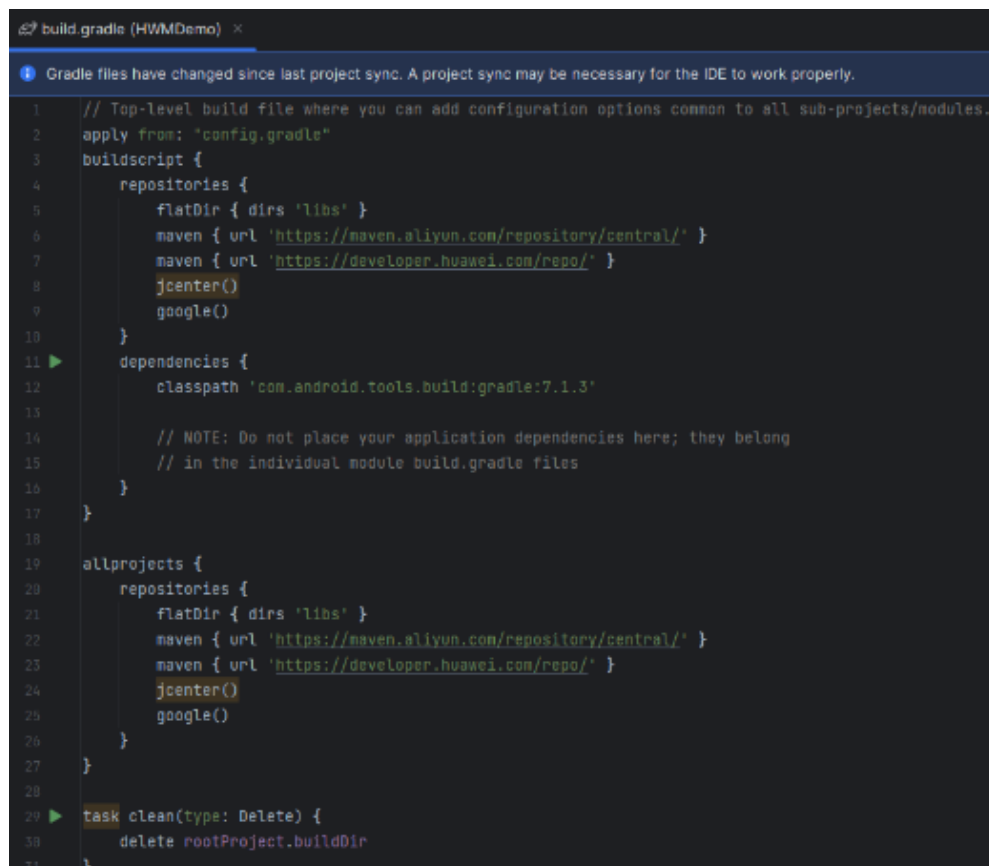 build.gradle (HWMDemo) ×
Gradle files have changed since last project sync. A project sync may be necessary for the IDE to work properly.
1 // Top-level build file where you can add configuration options common to all sub-projects/modules.
2 apply from: "config.gradle"
3 buildscript {
4 repositories {
5 flatDir { dirs 'libs' }
6 maven { url 'https://maven.aliyun.com/repository/central/' }
7 maven { url 'https://developer.huawei.com/repo/' }
8 jcenter()
9 google()
10 }
11 dependencies {
12 classpath 'com.android.tools.build:gradle:7.1.3'
13
14 // NOTE: Do not place your application dependencies here; they belong
15 // in the individual module build.gradle files
16 }
17 }
18
19 allprojects {
20 repositories {
21 flatDir { dirs 'libs' }
22 maven { url 'https://maven.aliyun.com/repository/central/' }
23 maven { url 'https://developer.huawei.com/repo/' }
24 jcenter()
25 google()
26 }
27 }
28
29 task clean(type: Delete) {
30 delete rootProject.buildDir
31 }